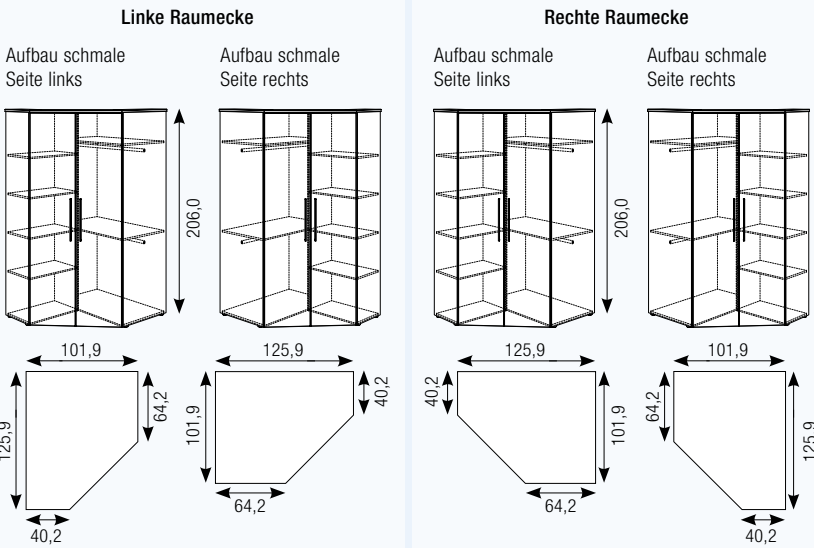 Linke Raumecke
Rechte Raumecke
Aufbau schmale
Seite links
Aufbau schmale
Seite rechts
Aufbau schmale
Seite links
Aufbau schmale
Seite rechts
206,0
206,0
101,9
125,9
125,9
101,9
125,9
64,2
101,9
40,2
40,2
101,9
64,2
125,9
40,2
64,2
64,2
40,2